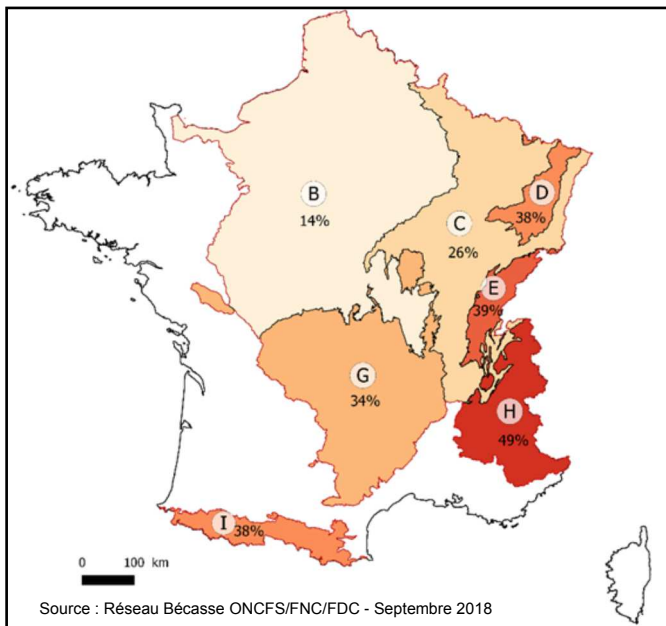 B
14%
D
38%
C
26%
E
39%
G
34%
H
49%
I
38%
0 100 km
Source : Réseau Bécasse ONCFS/FNC/FDC - Septembre 2018